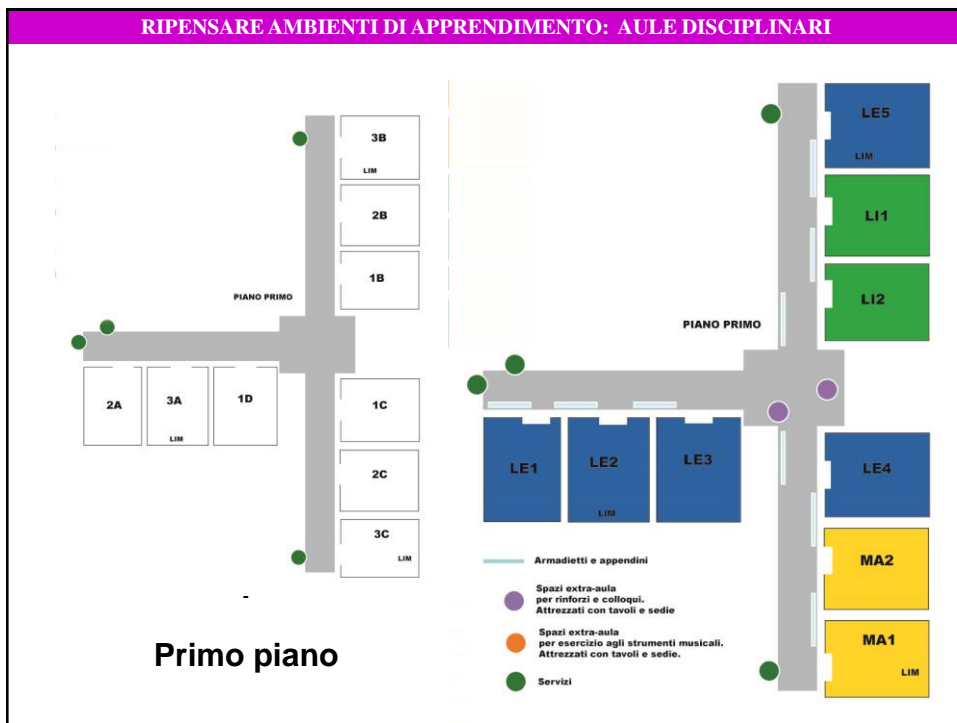 RIPENSARE AMBIENTI DI APPRENDIMENTO: AULE DISCIPLINARI
3B
LIM
2B
1B
PIANO PRIMO
2A
3A
LIM
1D
1C
2C
3C
LIM
-
Primo piano
LE5
LIM
LI1
LI2
PIANO PRIMO
LE1
LE2
LIM
LE3
LE4
MA2
MA1
LIM
Armadietti e appendini
Spazi extra-aula
per rinforzi e colloqui.
Attrezzati con tavoli e sedie
Spazi extra-aula
per esercizio agli strumenti musicali.
Attrezzati con tavoli e sedie.
Servizi